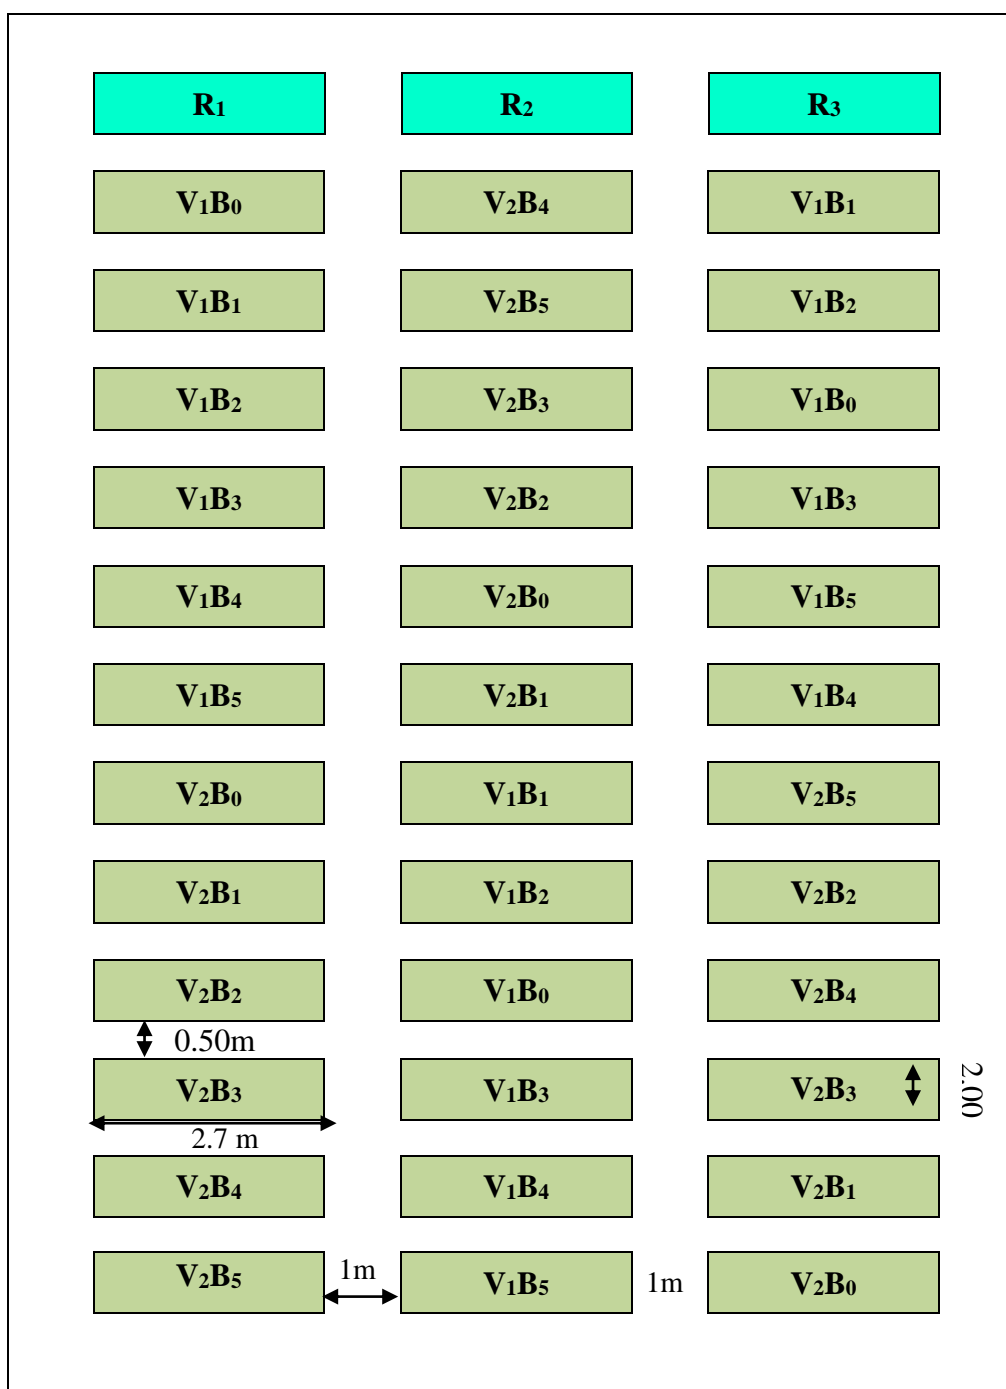 R₁ R₂ R₃
V₁B₀ V₂B₄ V₁B₁
V₁B₁ V₂B₅ V₁B₂
V₁B₂ V₂B₃ V₁B₀
V₁B₃ V₂B₂ V₁B₃
V₁B₄ V₂B₀ V₁B₅
V₁B₅ V₂B₁ V₁B₄
V₂B₀ V₁B₁ V₂B₅
V₂B₁ V₁B₂ V₂B₂
V₂B₂ V₁B₀ V₂B₄
0.50m
V₂B₃ V₁B₃ V₂B₃ 2.00
2.7 m
V₂B₄ V₁B₄ V₂B₁
V₂B₅ 1m V₁B₅ 1m V₂B₀